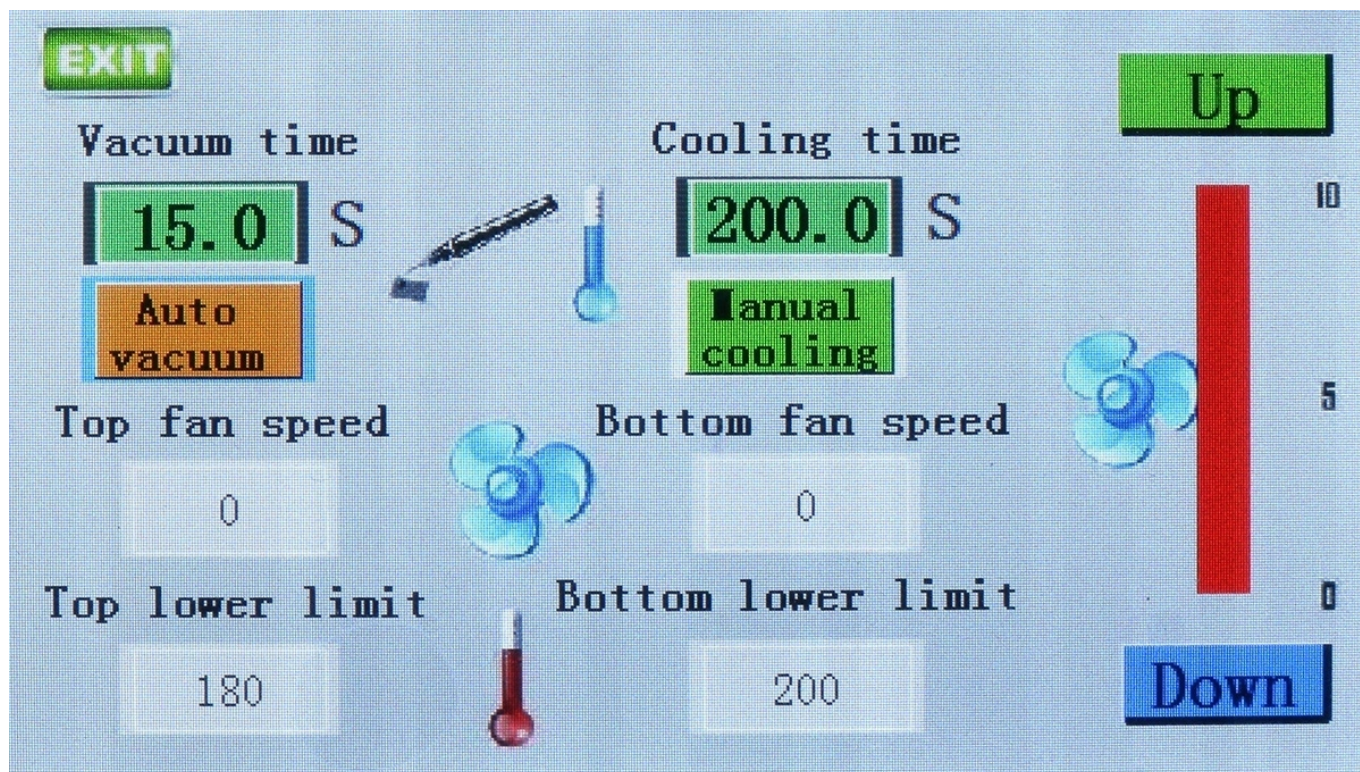 EXIT
Up
Vacuum time
Cooling time
10
15.0 S
200.0 S
Auto
vacuum
Manual
cooling
5
Top fan speed
Bottom fan speed
0
0
Top lower limit
Bottom lower limit
0
180
200
Down